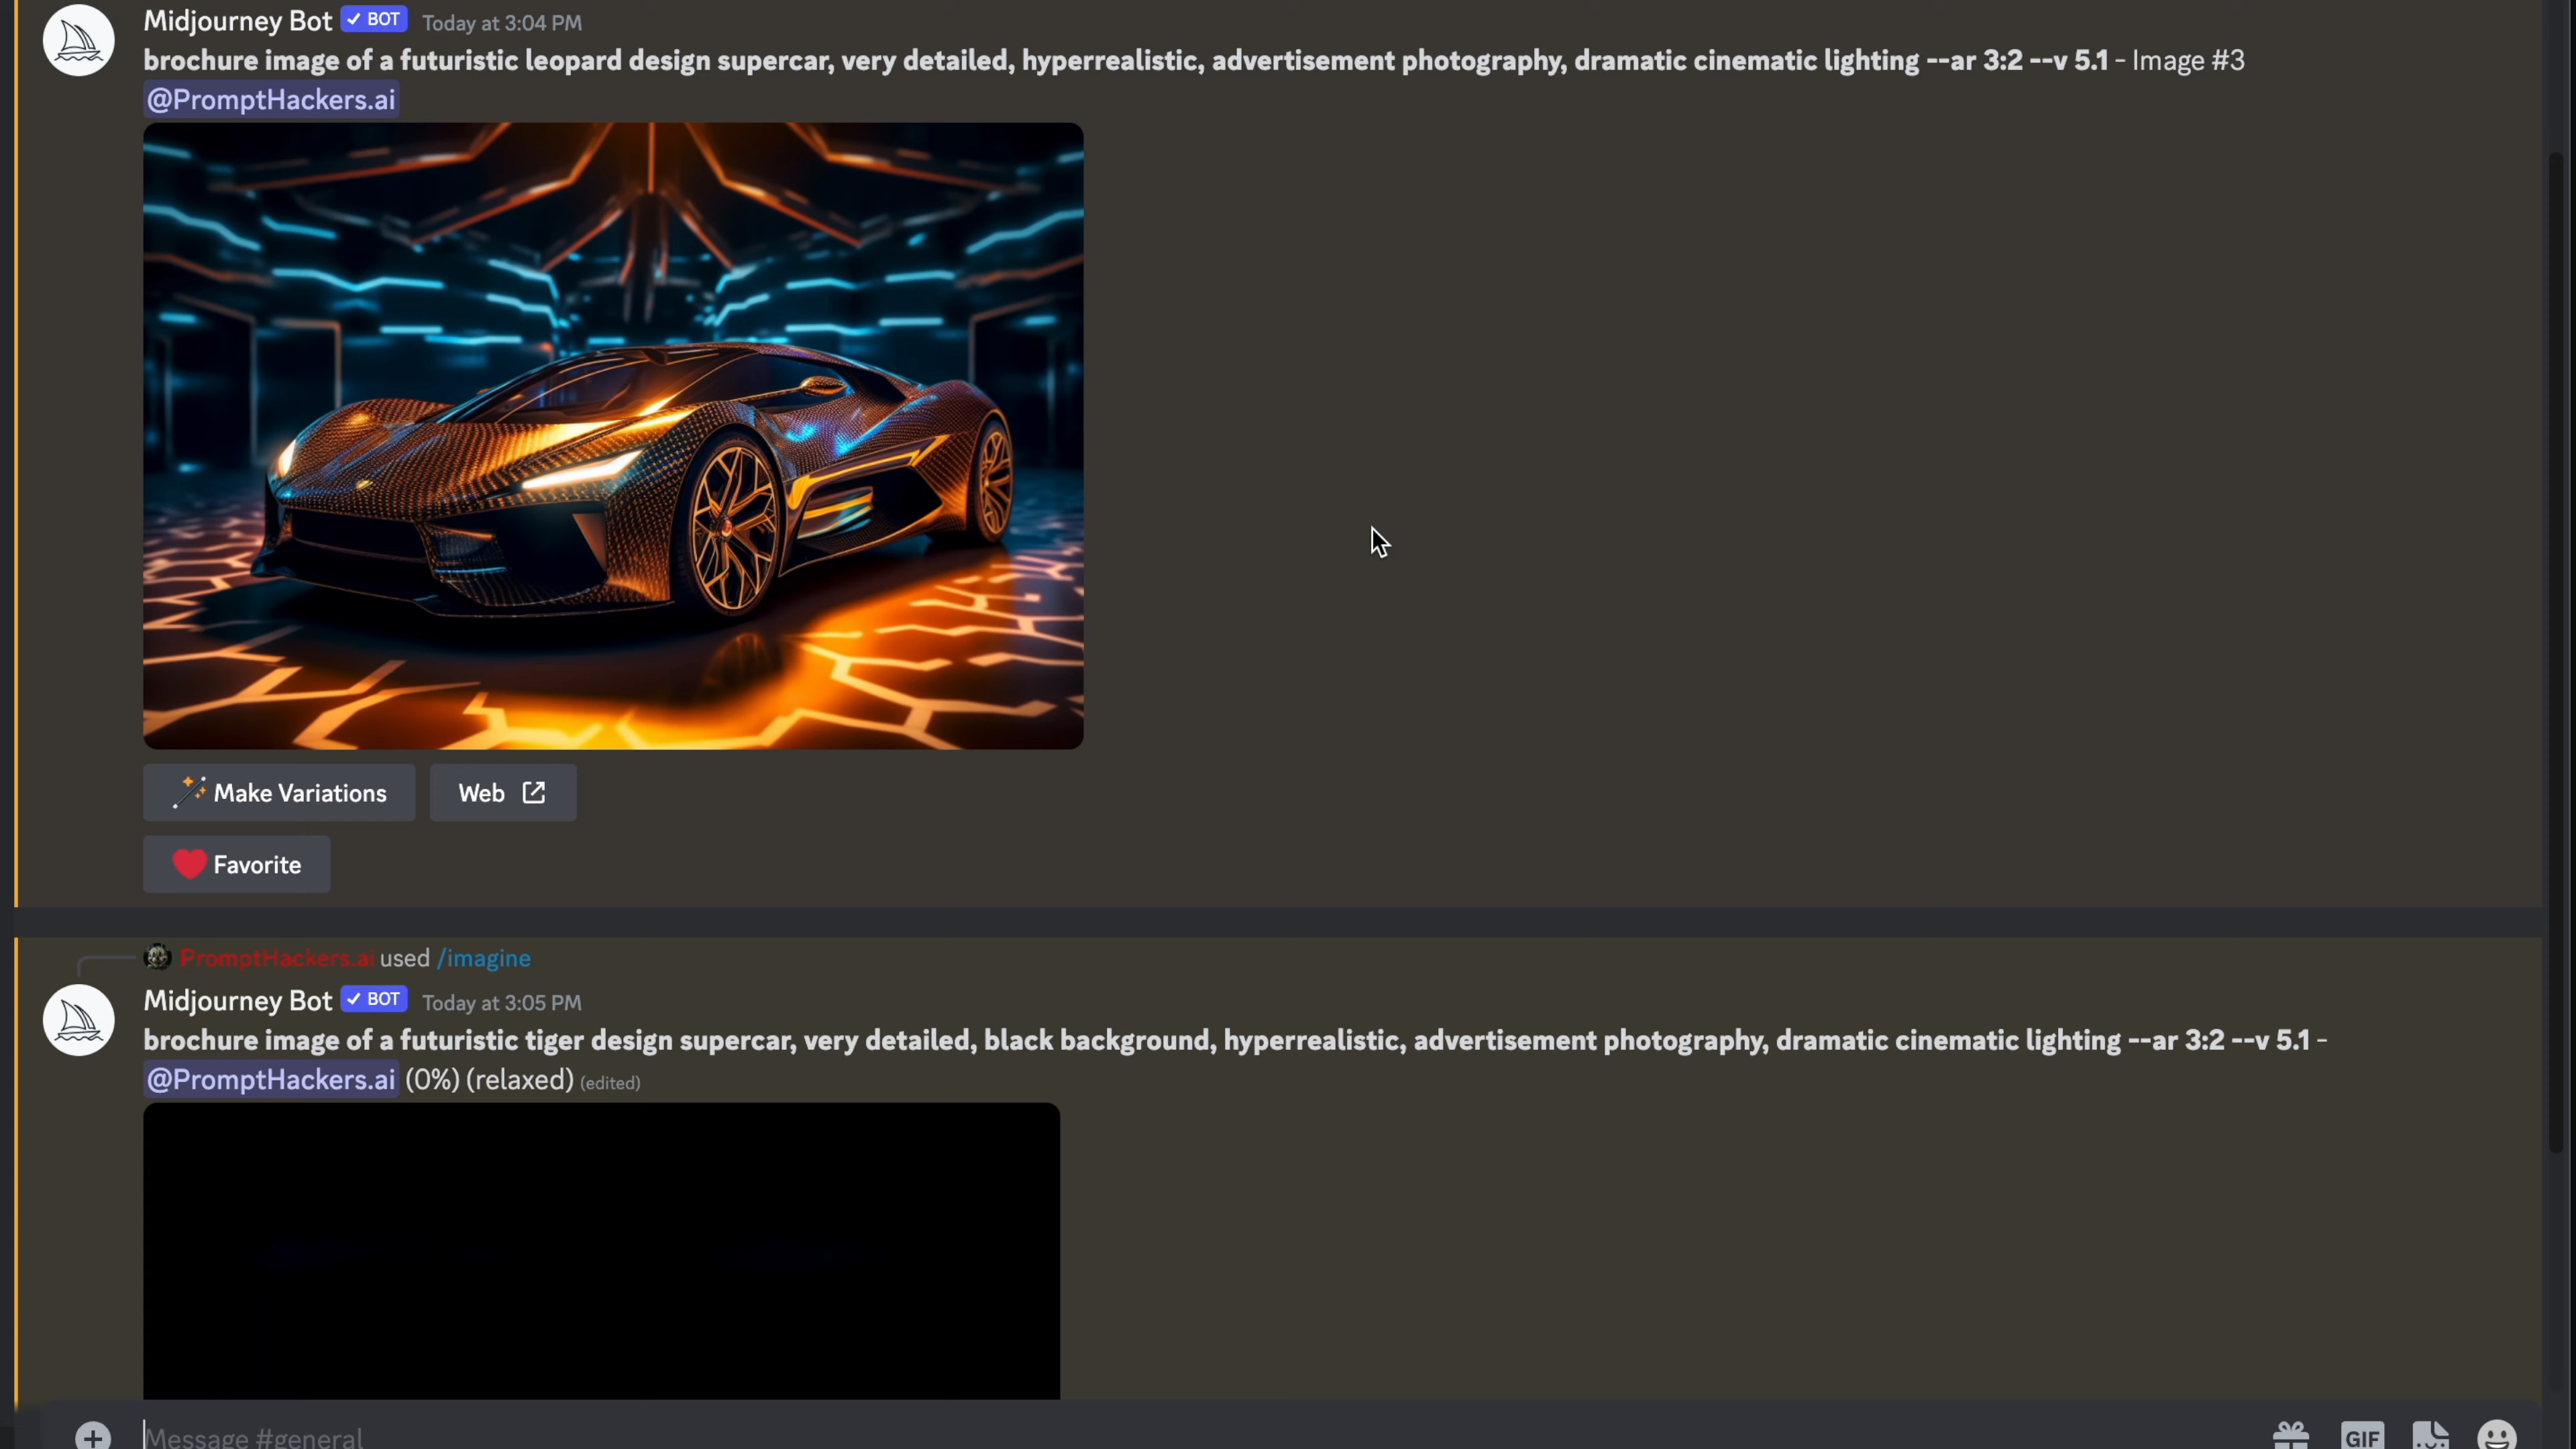 Midjourney Bot ✓ BOT Today at 3:04 PM
brochure image of a futuristic leopard design supercar, very detailed, hyperrealistic, advertisement photography, dramatic cinematic lighting --ar 3:2 --v 5.1 - Image #3
@PromptHackers.ai
Make Variations Web
Favorite
PromptHackers.ai used /imagine
Midjourney Bot ✓ BOT Today at 3:05 PM
brochure image of a futuristic tiger design supercar, very detailed, black background, hyperrealistic, advertisement photography, dramatic cinematic lighting --ar 3:2 --v 5.1 -
@PromptHackers.ai (0%) (relaxed) (edited)
Message #general GIF